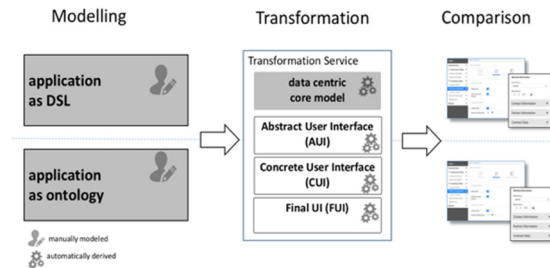 Modelling
Transformation
Comparison
application
as DSL
application
as ontology
Transformation Service
data centric
core model
Abstract User Interface
(AUI)
Concrete User Interface
(CUI)
Final UI (FUI)
manually modeled
automatically derived